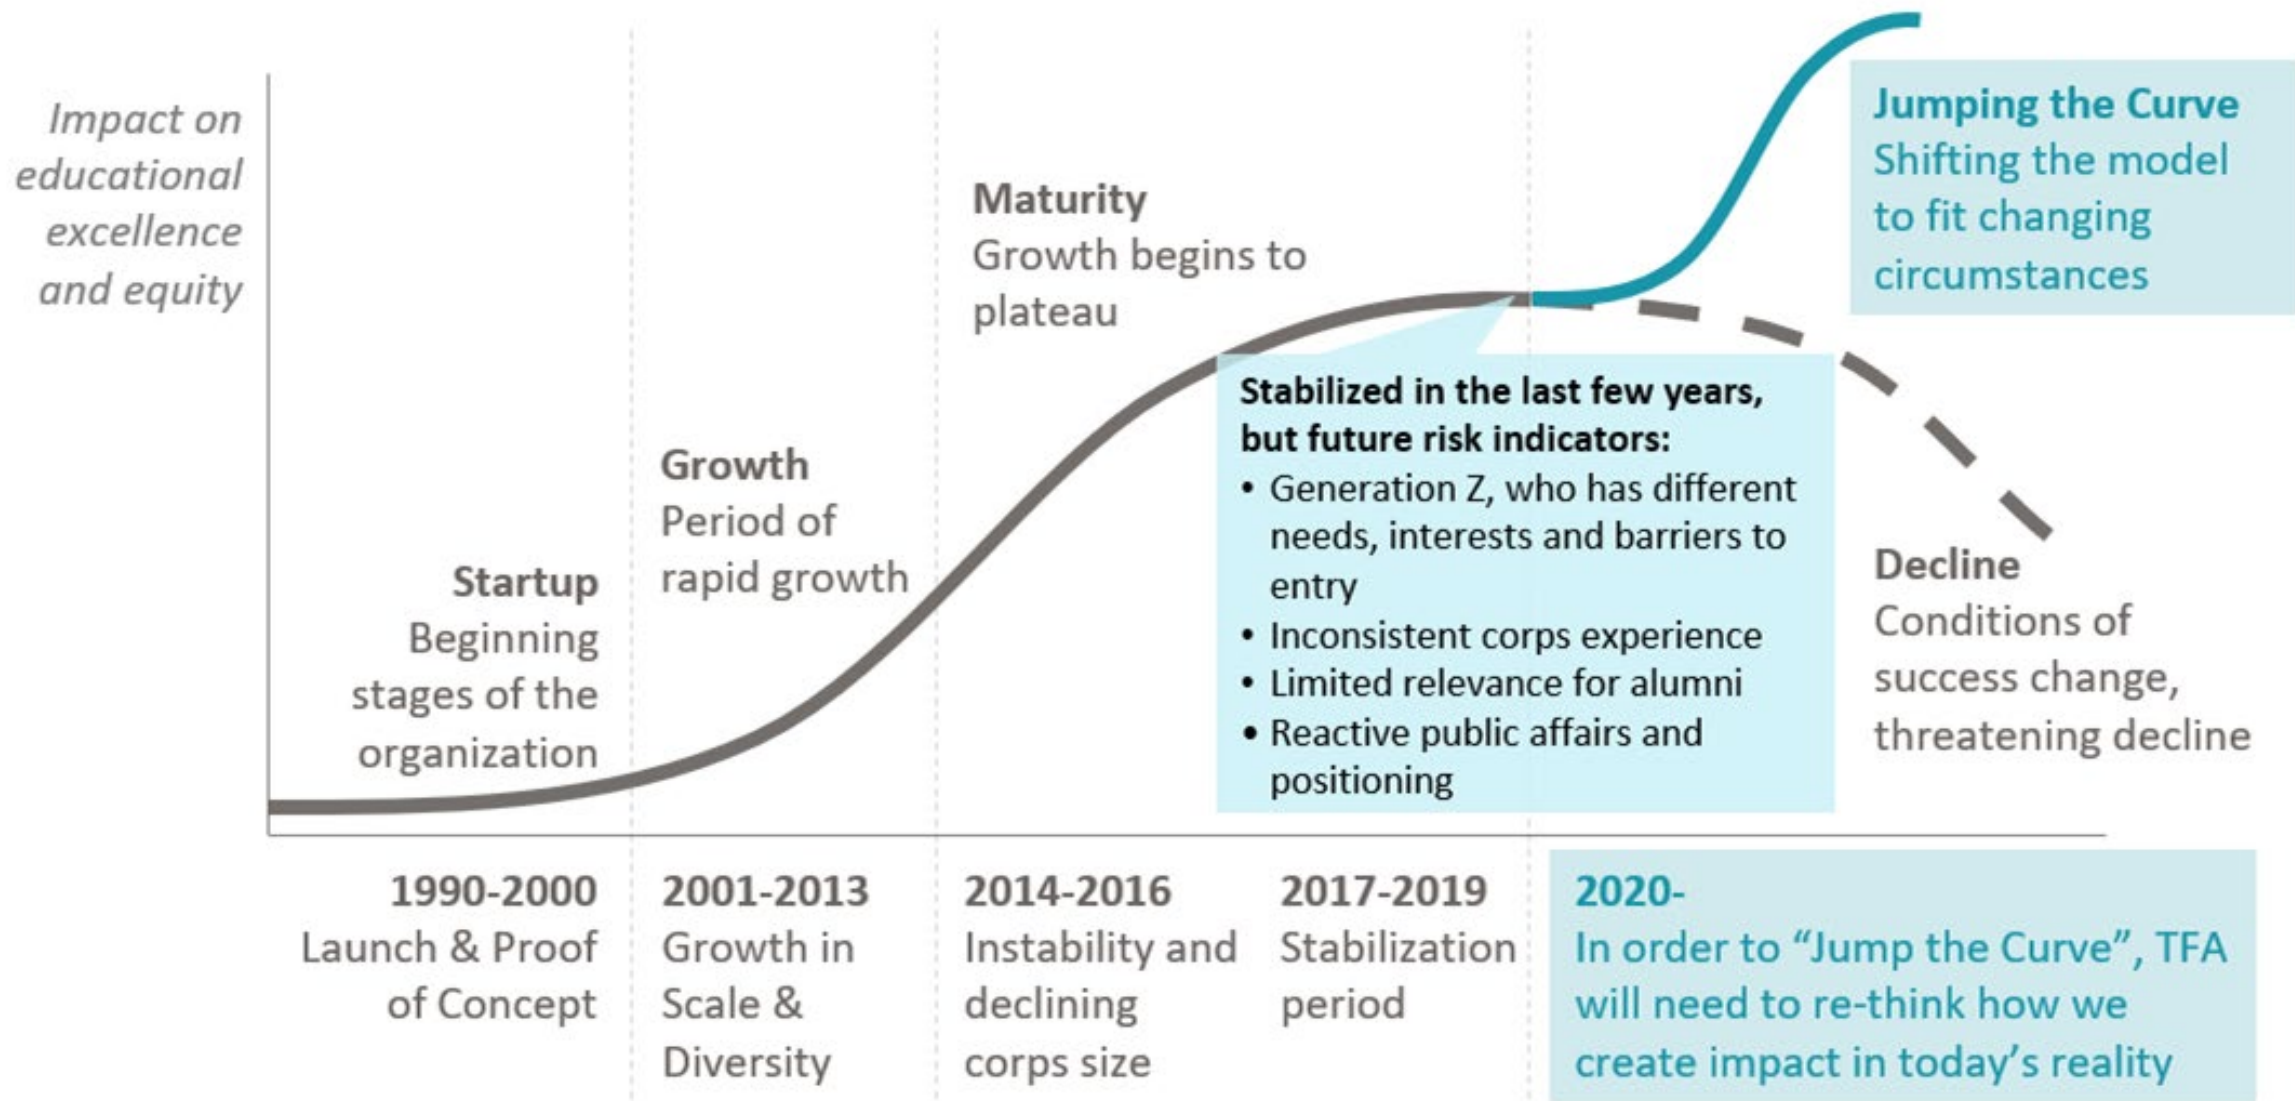 Impact on
educational
excellence
and equity
Startup
Beginning
stages of the
organization
Growth
Period of
rapid growth
Maturity
Growth begins to
plateau
Stabilized in the last few years,
but future risk indicators:
• Generation Z, who has different
needs, interests and barriers to
entry
• Inconsistent corps experience
• Limited relevance for alumni
• Reactive public affairs and
positioning
Jumping the Curve
Shifting the model
to fit changing
circumstances
Decline
Conditions of
success change,
threatening decline
1990-2000
Launch & Proof
of Concept
2001-2013
Growth in
Scale &
Diversity
2014-2016
Instability and
declining
corps size
2017-2019
Stabilization
period
2020-
In order to “Jump the Curve”, TFA
will need to re-think how we
create impact in today’s reality